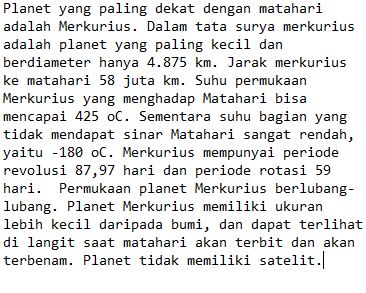 Planet yang paling dekat dengan matahari
adalah Merkurius. Dalam tata surya merkurius
adalah planet yang paling kecil dan
berdiameter hanya 4.875 km. Jarak merkurius
ke matahari 58 juta km. Suhu permukaan
Merkurius yang menghadap Matahari bisa
mencapai 425 oC. Sementara suhu bagian yang
tidak mendapat sinar Matahari sangat rendah,
yaitu -180 oC. Merkurius mempunyai periode
revolusi 87,97 hari dan periode rotasi 59
hari.  Permukaan planet Merkurius berlubang-
lubang. Planet Merkurius memiliki ukuran
lebih kecil daripada bumi, dan dapat terlihat
di langit saat matahari akan terbit dan akan
terbenam. Planet tidak memiliki satelit.